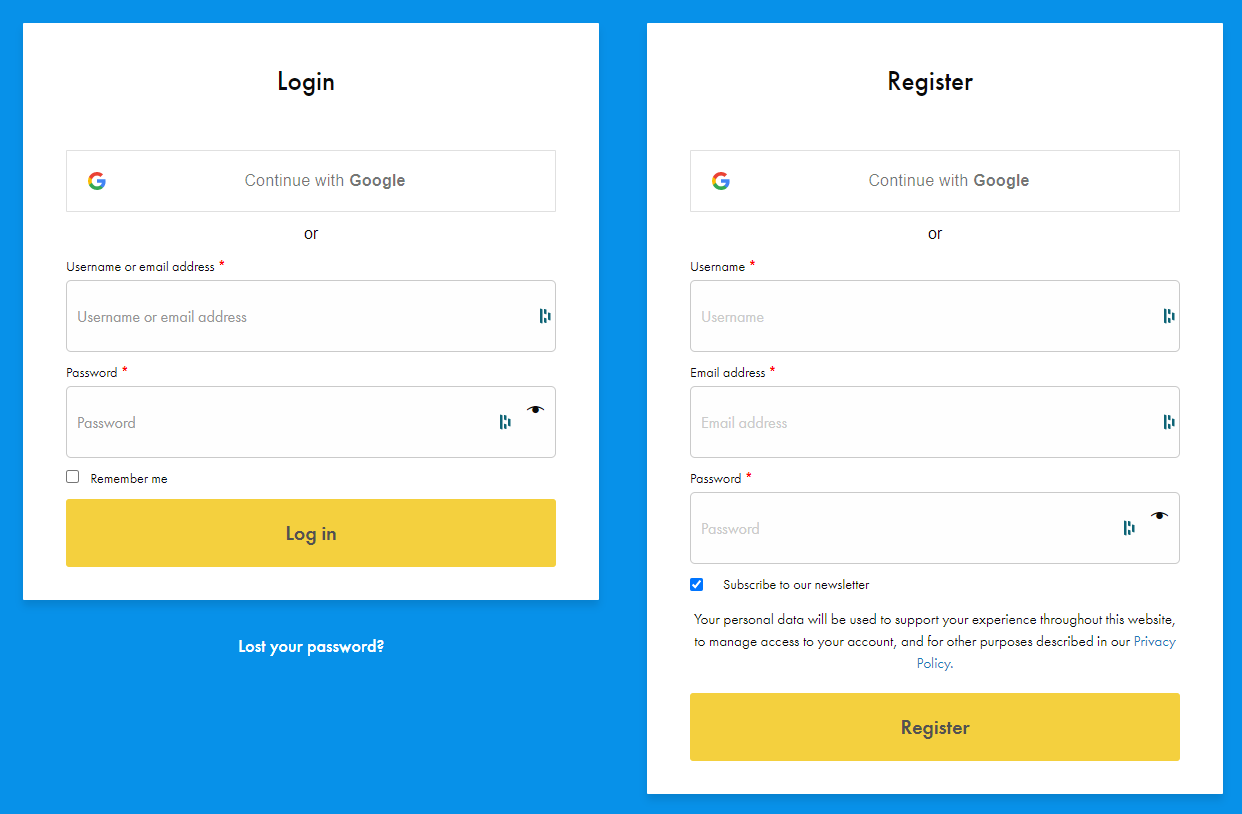 Login
Continue with Google
or
Username or email address *
Username or email address
Password *
Password
Remember me
Log in
Lost your password?
Register
Continue with Google
or
Username *
Username
Email address *
Email address
Password *
Password
Subscribe to our newsletter
Your personal data will be used to support your experience throughout this website,
to manage access to your account, and for other purposes described in our Privacy
Policy.
Register